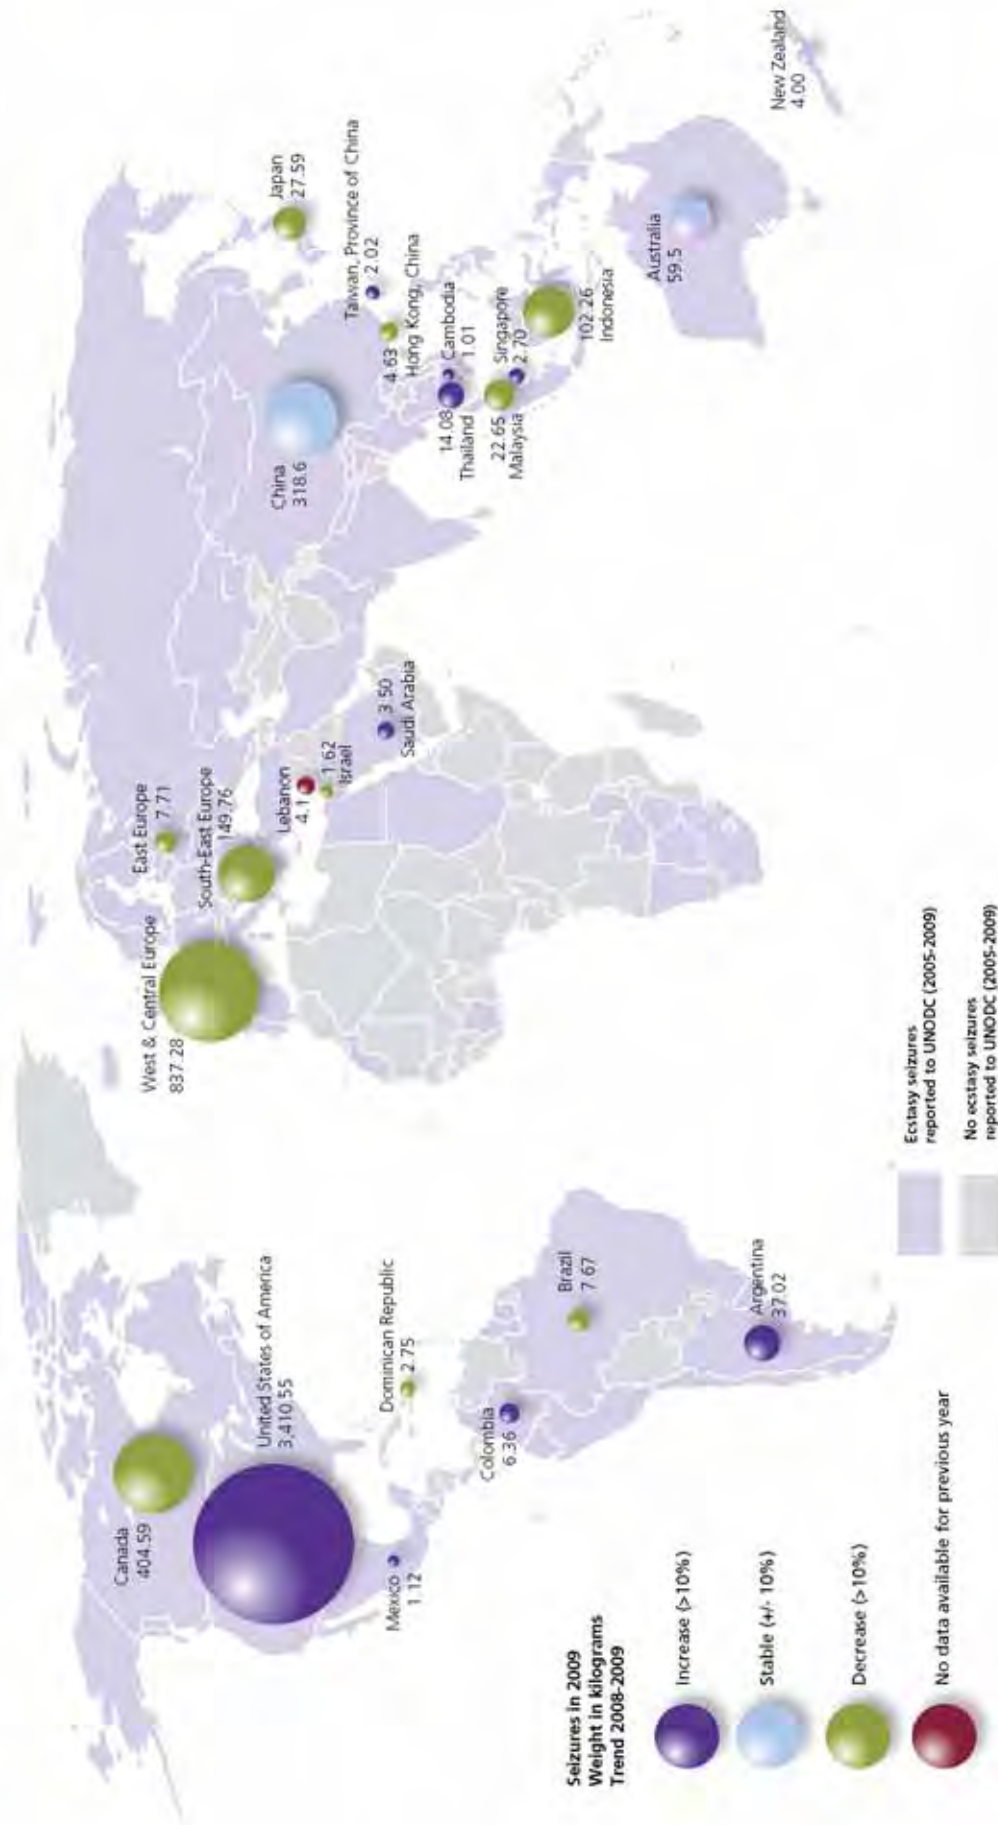 Canada
404.59
United States of America
3,410.55
Mexico
1.12
Dominican Republic
2.75
Colombia
6.36
Brazil
7.67
Argentina
37.02
West & Central Europe
837.28
East Europe
7.71
South-East Europe
149.76
Lebanon
4.1
1.62
Israel
3.50
Saudi Arabia
China
318.6
Japan
27.59
Taiwan, Province of China
2.02
4.63
Hong Kong, China
Cambodia
1.01
14.08
Thailand
Singapore
2.70
22.65
Malaysia
102.26
Indonesia
Australia
59.5
New Zealand
4.00
Seizures in 2009
Weight in kilograms
Trend 2008-2009
Increase (>10%)
Stable (+/- 10%)
Decrease (>10%)
No data available for previous year
Ecstasy seizures
reported to UNODC (2005-2009)
No ecstasy seizures
reported to UNODC (2005-2009)